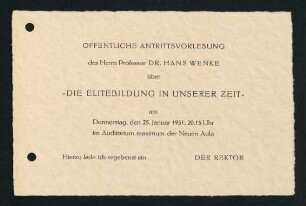 ÖFFENTLICHE ANTRITTSVORLESUNG
des Herrn Professor DR. HANS WENKE
über
»DIE ELITEBILDUNG IN UNSERER ZEIT«
am
Donnerstag, den 25. Januar 1951, 20.15 Uhr
im Auditorium maximum der Neuen Aula
Hierzu lade ich ergebenst ein
DER REKTOR